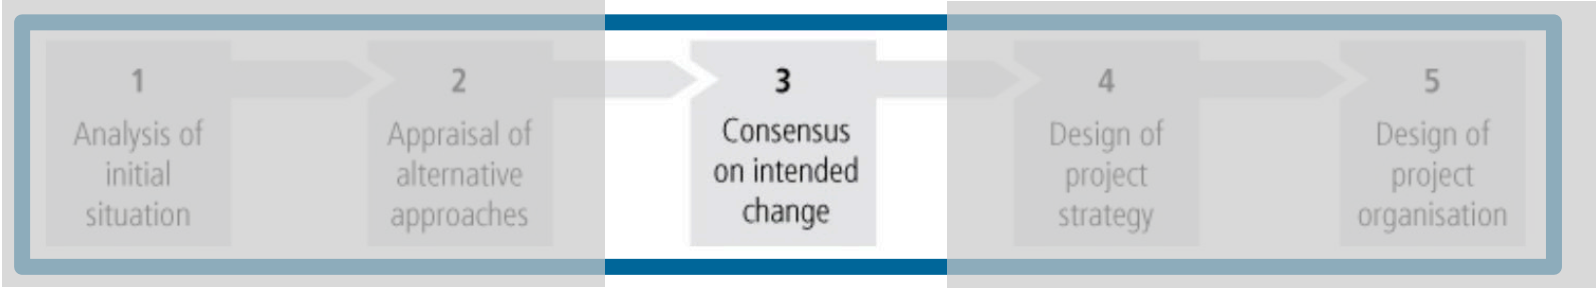 1
Analysis of
initial
situation
2
Appraisal of
alternative
approaches
3
Consensus
on intended
change
4
Design of
project
strategy
5
Design of
project
organisation